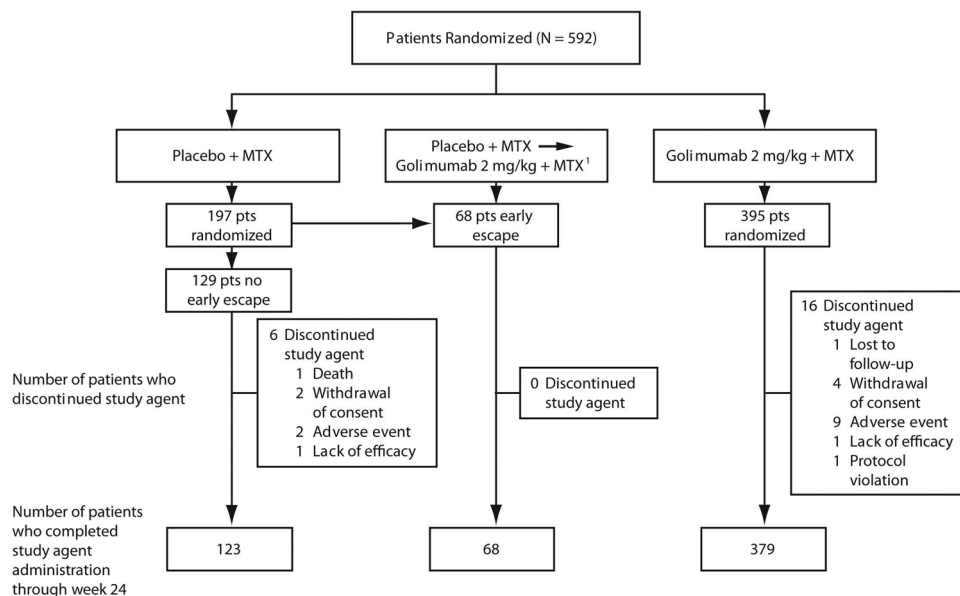 Patients Randomized (N = 592)
Placebo + MTX
Placebo + MTX →
Golimumab 2 mg/kg + MTX¹
Golimumab 2 mg/kg + MTX
197 pts
randomized
68 pts early
escape
395 pts
randomized
129 pts no
early escape
Number of patients who
discontinued study agent
6 Discontinued
study agent
1 Death
2 Withdrawal
of consent
2 Adverse event
1 Lack of efficacy
0 Discontinued
study agent
16 Discontinued
study agent
1 Lost to
follow-up
4 Withdrawal
of consent
9 Adverse event
1 Lack of efficacy
1 Protocol
violation
Number of patients
who completed
study agent
administration
through week 24
123
68
379